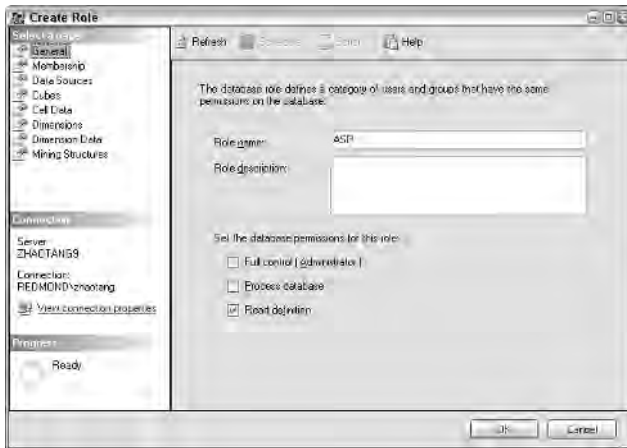 Create Role
Select a page
General
Membership
Data Sources
Cubes
Cell Data
Dimensions
Dimension Data
Mining Structures
Refresh
Help
The database role defines a category of users and groups that have the same
permissions on the database.
Role name:
Role description:
Set the database permissions for this role:
Full control (Administrator)
Process database
Read definition
Connection
Server
ZHAOTANG9
Connection:
REDMOND\zhaotang
View connection properties
Progress
Ready
OK
Cancel